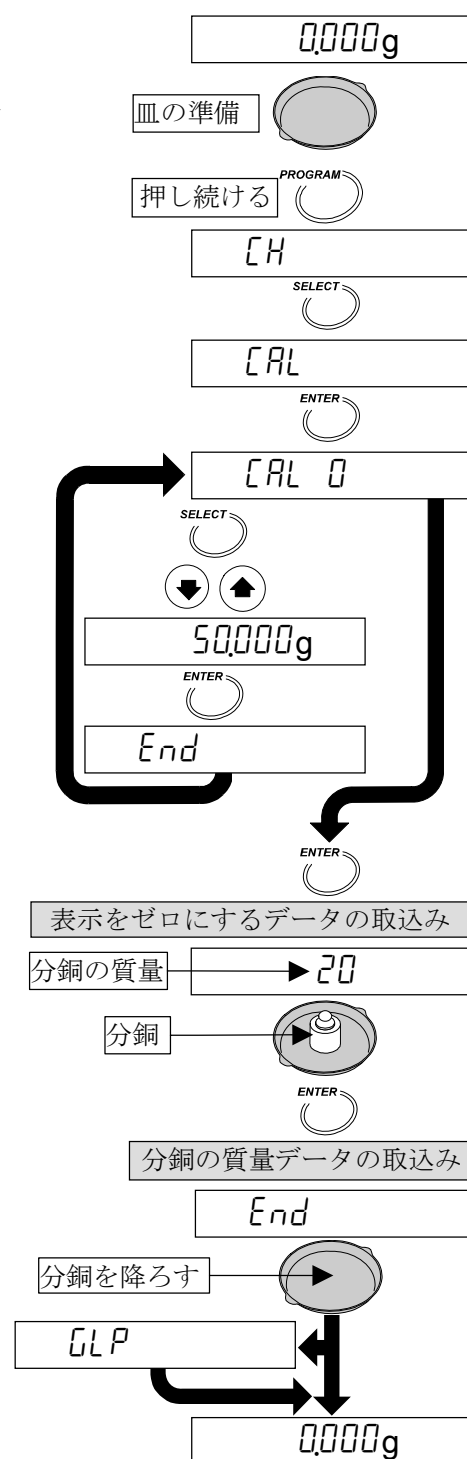 0.000g
皿の準備
PROGRAM
押し続ける
CH
SELECT
CAL
ENTER
CAL 0
SELECT
50.000g
ENTER
End
ENTER
表示をゼロにするデータの取込み
分銅の質量
20
分銅
ENTER
分銅の質量データの取込み
End
分銅を降ろす
GLP
0.000g